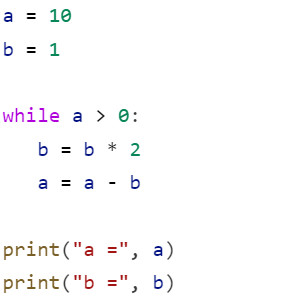 a = 10
b = 1

while a > 0:
   b = b * 2
   a = a - b

print("a =", a)
print("b =", b)